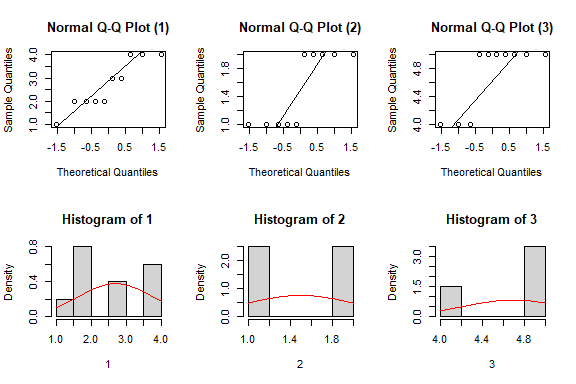 Normal Q-Q Plot (1)
Sample Quantiles
1.0 2.0 3.0 4.0
-1.5 -0.5 0.5 1.5
Theoretical Quantiles
Normal Q-Q Plot (2)
Sample Quantiles
1.0 1.4 1.8
-1.5 -0.5 0.5 1.5
Theoretical Quantiles
Normal Q-Q Plot (3)
Sample Quantiles
4.0 4.4 4.8
-1.5 -0.5 0.5 1.5
Theoretical Quantiles
Histogram of 1
Density
0.0 0.4 0.8
1.0 2.0 3.0 4.0
1
Histogram of 2
Density
0.0 1.0 2.0
1.0 1.4 1.8
2
Histogram of 3
Density
0.0 1.5 3.0
4.0 4.4 4.8
3